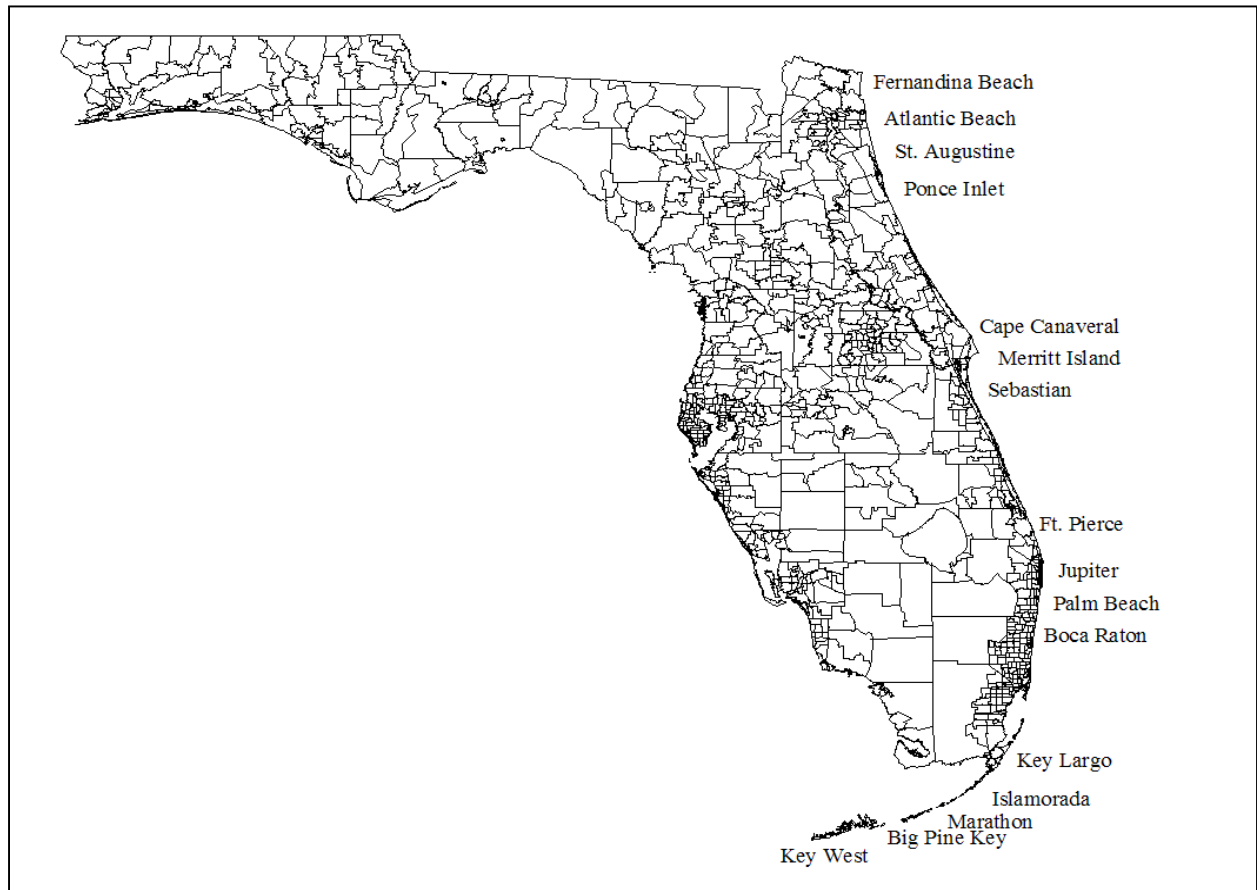 Fernandina Beach
Atlantic Beach
St. Augustine
Ponce Inlet
Cape Canaveral
Merritt Island
Sebastian
Ft. Pierce
Jupiter
Palm Beach
Boca Raton
Key Largo
Islamorada
Marathon
Big Pine Key
Key West